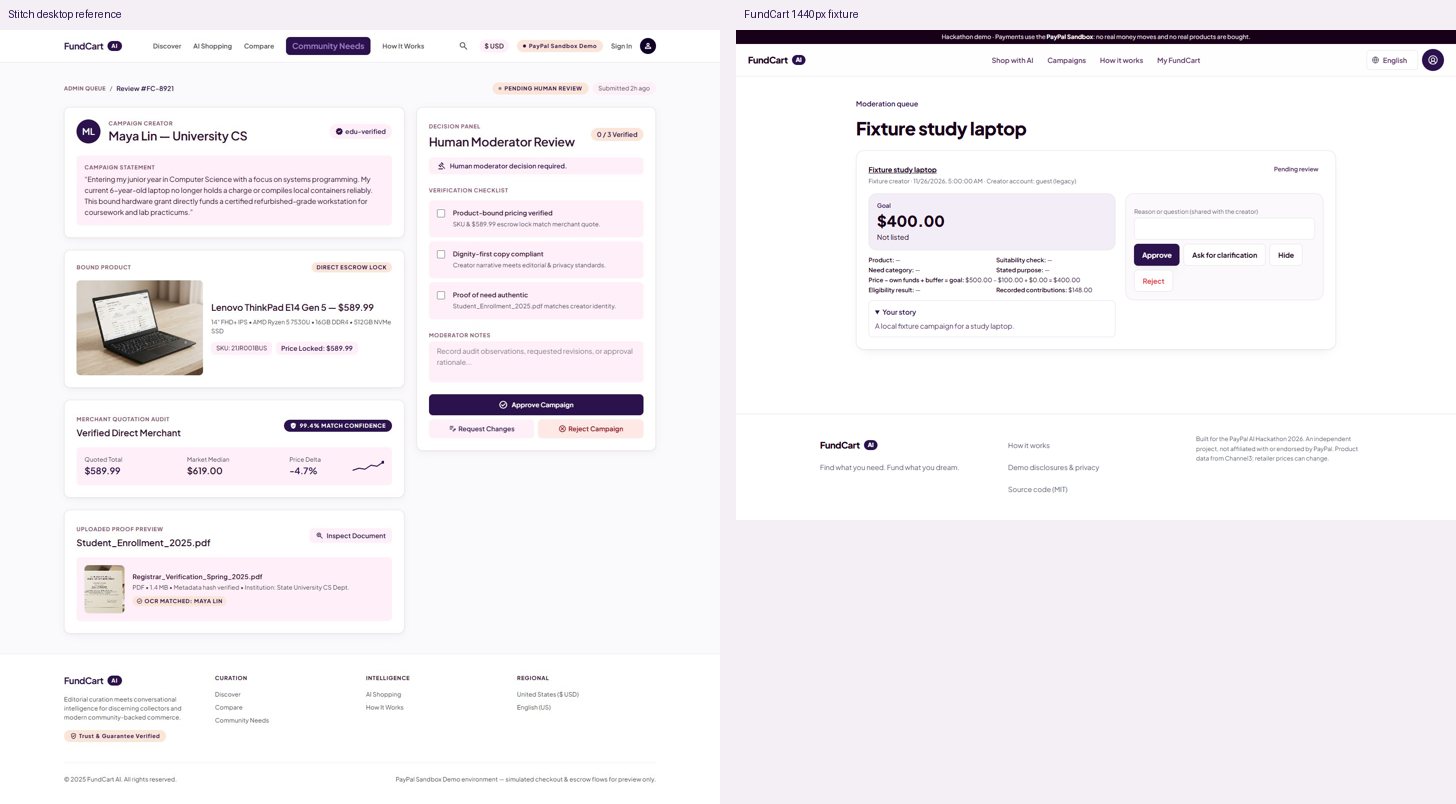 Stitch desktop reference
FundCart AI
Discover
AI Shopping
Compare
Community Needs
How It Works
$ USD
PayPal Sandbox Demo
Sign In
ADMIN QUEUE / Review #FC-8921
PENDING HUMAN REVIEW
Submitted 2h ago
ML
CAMPAIGN CREATOR
Maya Lin — University CS
edu-verified
CAMPAIGN STATEMENT
“Entering my junior year in Computer Science with a focus on systems programming. My
current 6-year-old laptop no longer holds a charge or compiles local containers reliably.
This bound hardware grant directly funds a certified refurbished-grade workstation for
coursework and lab practicums.”
BOUND PRODUCT
DIRECT ESCROW LOCK
Lenovo ThinkPad E14 Gen 5 — $589.99
14" FHD+ IPS • AMD Ryzen 5 7530U • 16GB DDR4 • 512GB NVMe
SSD
SKU: 21JR001BUS
Price Locked: $589.99
MERCHANT QUOTATION AUDIT
Verified Direct Merchant
99.4% MATCH CONFIDENCE
Quoted Total
$589.99
Market Median
$619.00
Price Delta
-4.7%
UPLOADED PROOF PREVIEW
Student_Enrollment_2025.pdf
Inspect Document
Registrar_Verification_Spring_2025.pdf
PDF • 1.4 MB • Metadata hash verified • Institution: State University CS Dept.
OCR MATCHED: MAYA LIN
DECISION PANEL
Human Moderator Review
0 / 3 Verified
Human moderator decision required.
VERIFICATION CHECKLIST
Product-bound pricing verified
SKU & $589.99 escrow lock match merchant quote.
Dignity-first copy compliant
Creator narrative meets editorial & privacy standards.
Proof of need authentic
Student_Enrollment_2025.pdf matches creator identity.
MODERATOR NOTES
Record audit observations, requested revisions, or approval
rationale...
Approve Campaign
Request Changes
Reject Campaign
FundCart AI
Editorial curation meets conversational
intelligence for discerning collectors and
modern community-backed commerce.
Trust & Guarantee Verified
CURATION
Discover
Compare
Community Needs
INTELLIGENCE
AI Shopping
How It Works
REGIONAL
United States ($ USD)
English (US)
© 2025 FundCart AI. All rights reserved.
PayPal Sandbox Demo environment — simulated checkout & escrow flows for preview only.
FundCart 1440px fixture
Hackathon demo · Payments use the PayPal Sandbox: no real money moves and no real products are bought.
FundCart AI
Shop with AI
Campaigns
How it works
My FundCart
English
Moderation queue
Fixture study laptop
Fixture study laptop
Pending review
Fixture creator · 11/26/2026, 5:00:00 AM · Creator account: guest (legacy)
Goal
$400.00
Not listed
Product: —
Suitability check: —
Need category: —
Stated purpose: —
Price − own funds + buffer = goal: $500.00 − $100.00 + $0.00 = $400.00
Eligibility result: —
Recorded contributions: $148.00
▼ Your story
A local fixture campaign for a study laptop.
Reason or question (shared with the creator)
Approve
Ask for clarification
Hide
Reject
FundCart AI
Find what you need. Fund what you dream.
How it works
Demo disclosures & privacy
Source code (MIT)
Built for the PayPal AI Hackathon 2026. An independent
project, not affiliated with or endorsed by PayPal. Product
data from Channel3; retailer prices can change.